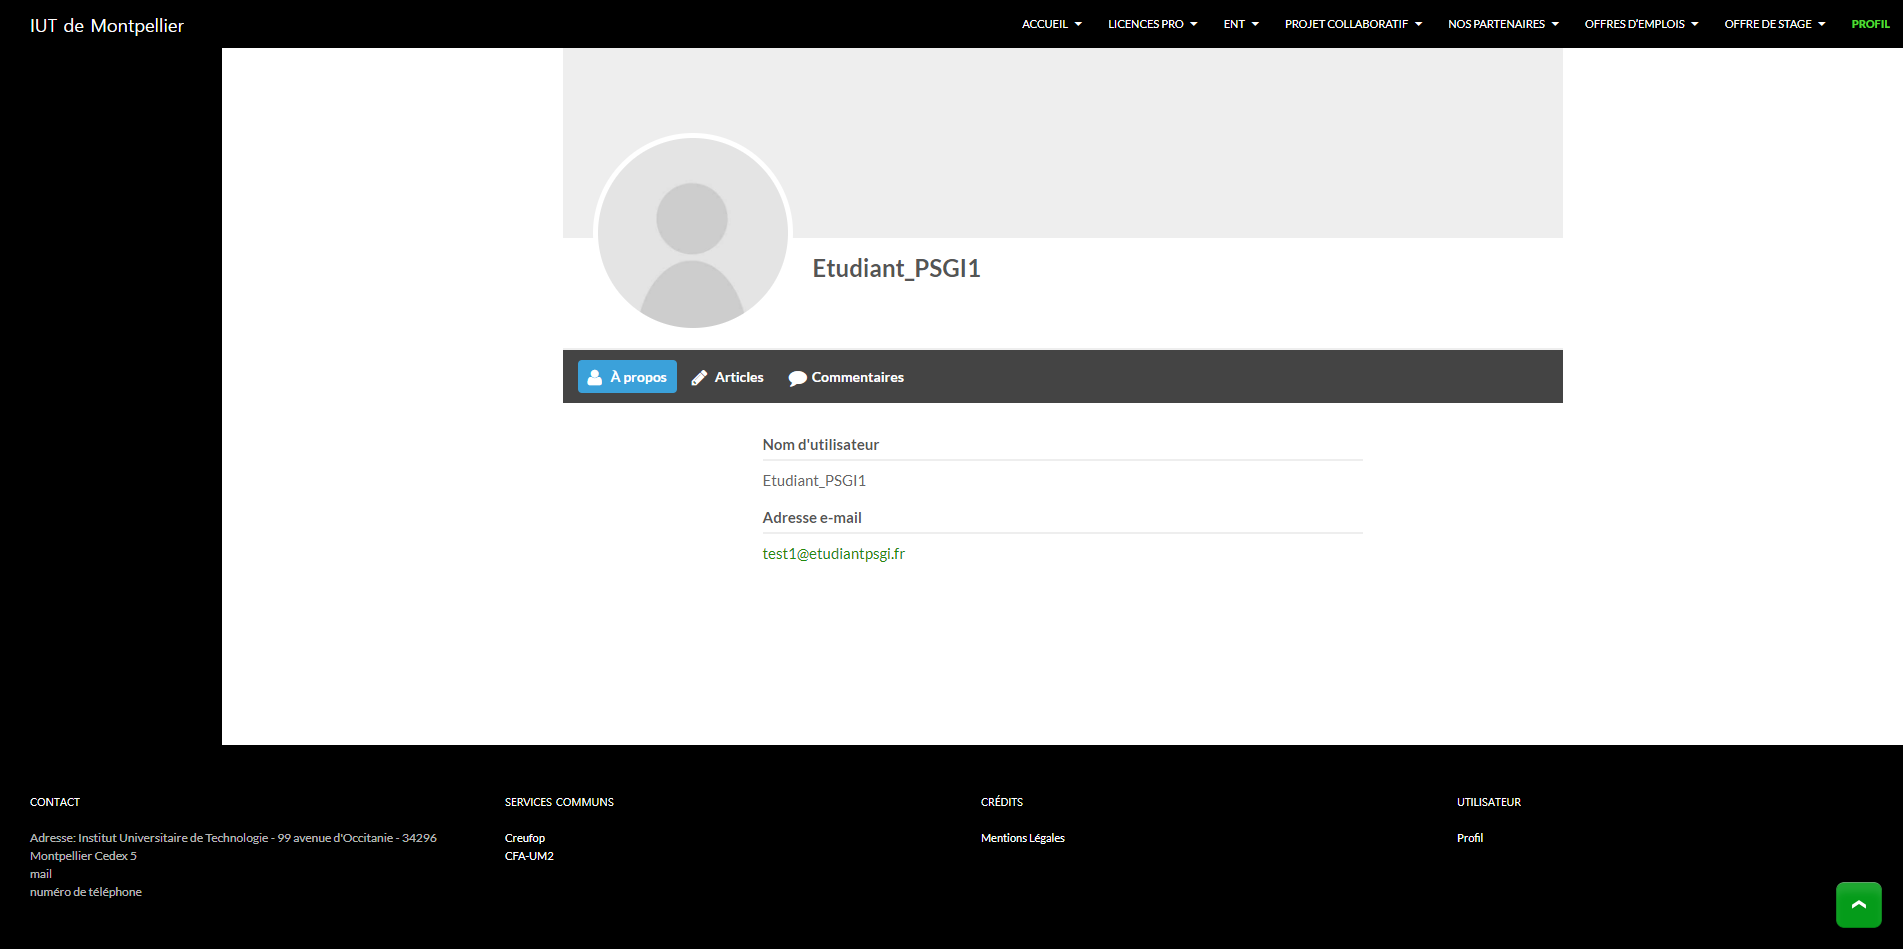 IUT de Montpellier
ACCUEIL
LICENCES PRO
ENT
PROJET COLLABORATIF
NOS PARTENAIRES
OFFRES D'EMPLOIS
OFFRE DE STAGE
PROFIL
Etudiant_PSGI1
À propos
Articles
Commentaires
Nom d'utilisateur
Etudiant_PSGI1
Adresse e-mail
test1@etudiantpsgi.fr
CONTACT
Adresse: Institut Universitaire de Technologie - 99 avenue d'Occitanie - 34296
Montpellier Cedex 5
mail
numéro de téléphone
SERVICES COMMUNS
Creufop
CFA-UM2
CRÉDITS
Mentions Légales
UTILISATEUR
Profil